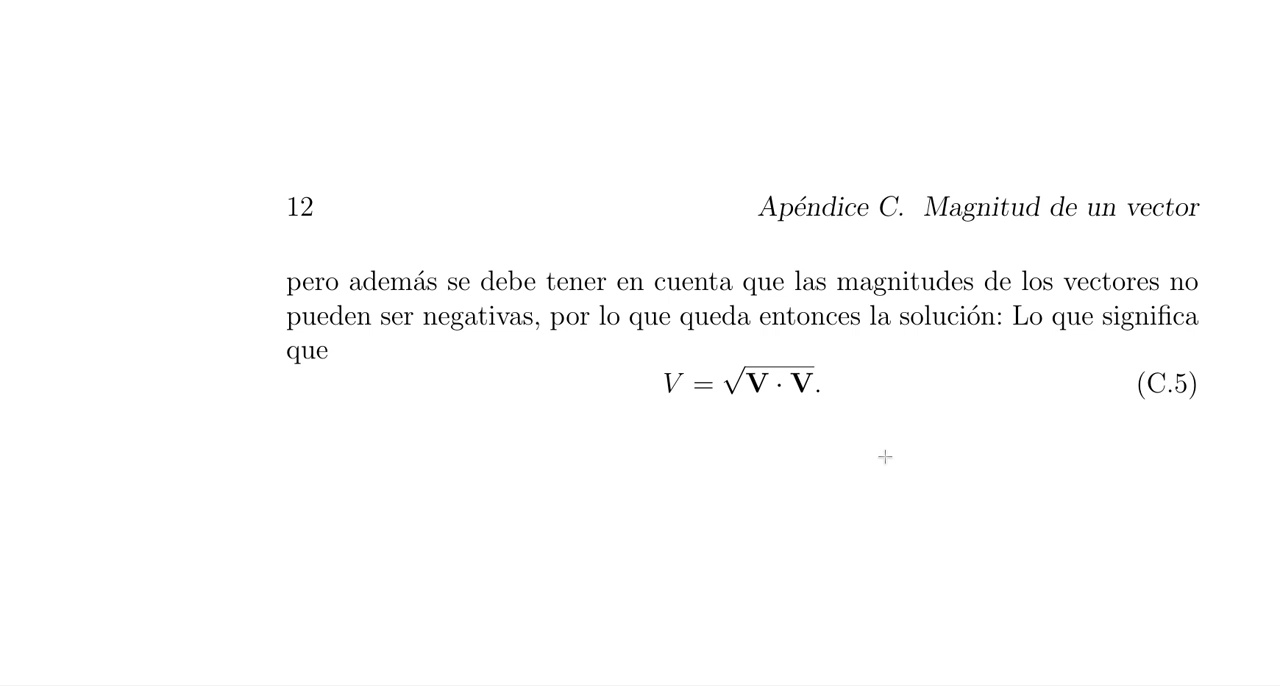 12 Apéndice C. Magnitud de un vector
pero además se debe tener en cuenta que las magnitudes de los vectores no
pueden ser negativas, por lo que queda entonces la solución: Lo que significa
que
V = √V · V. (C.5)